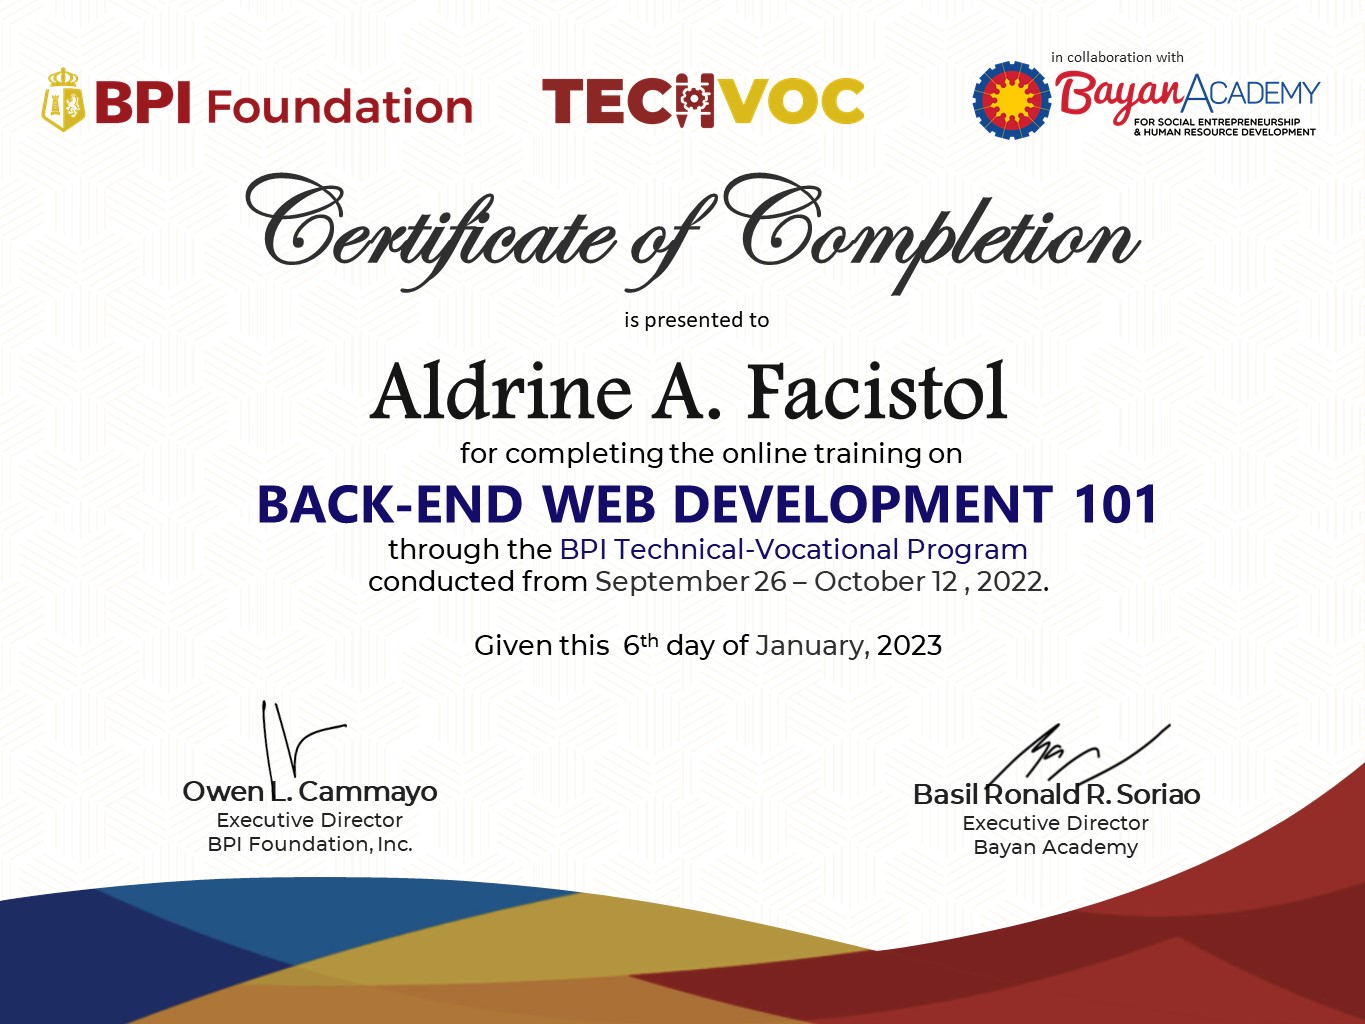 BPI Foundation
TECHVOC
in collaboration with
Bayan ACADEMY
FOR SOCIAL ENTREPRENEURSHIP
& HUMAN RESOURCE DEVELOPMENT
Certificate of Completion
is presented to
Aldrine A. Facistol
for completing the online training on
BACK-END WEB DEVELOPMENT 101
through the BPI Technical-Vocational Program
conducted from September 26 – October 12 , 2022.
Given this 6th day of January, 2023
Owen L. Cammayo
Executive Director
BPI Foundation, Inc.
Basil Ronald R. Soriao
Executive Director
Bayan Academy